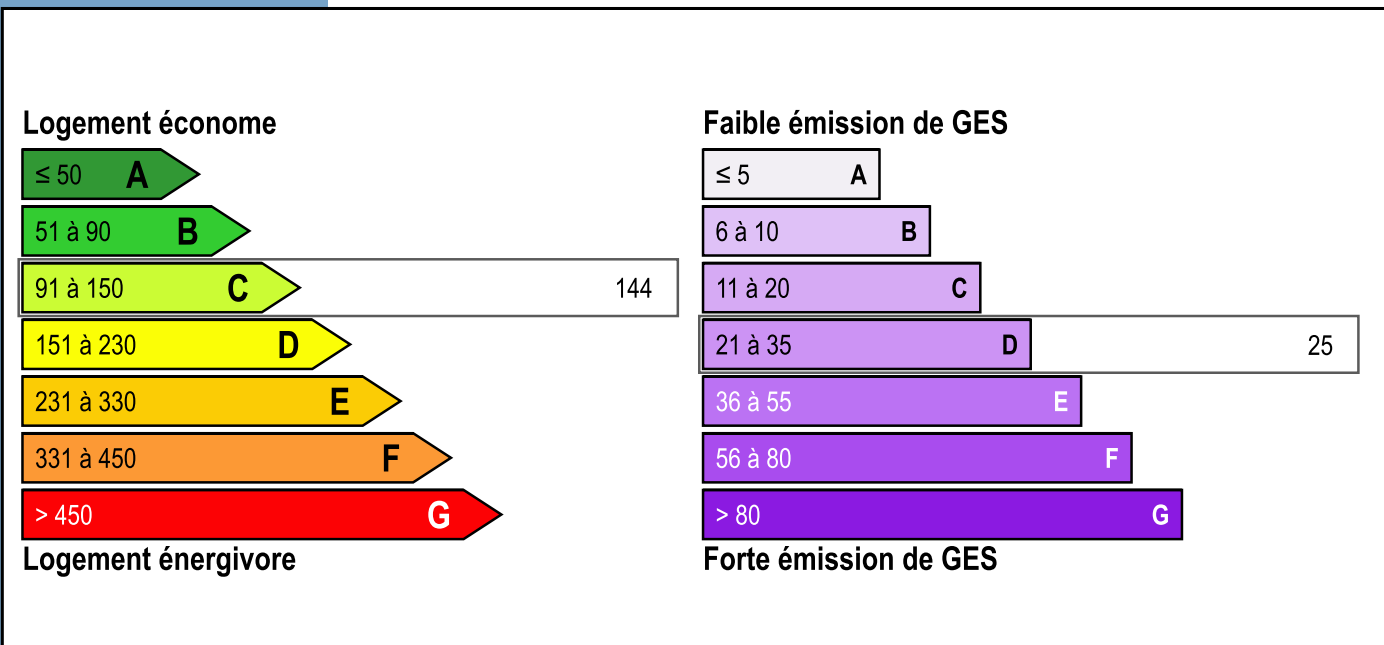 Logement économe
≤ 50 A
51 à 90 B
91 à 150 C 144
151 à 230 D
231 à 330 E
331 à 450 F
> 450 G
Logement énergivore
Faible émission de GES
≤ 5 A
6 à 10 B
11 à 20 C
21 à 35 D 25
36 à 55 E
56 à 80 F
> 80 G
Forte émission de GES